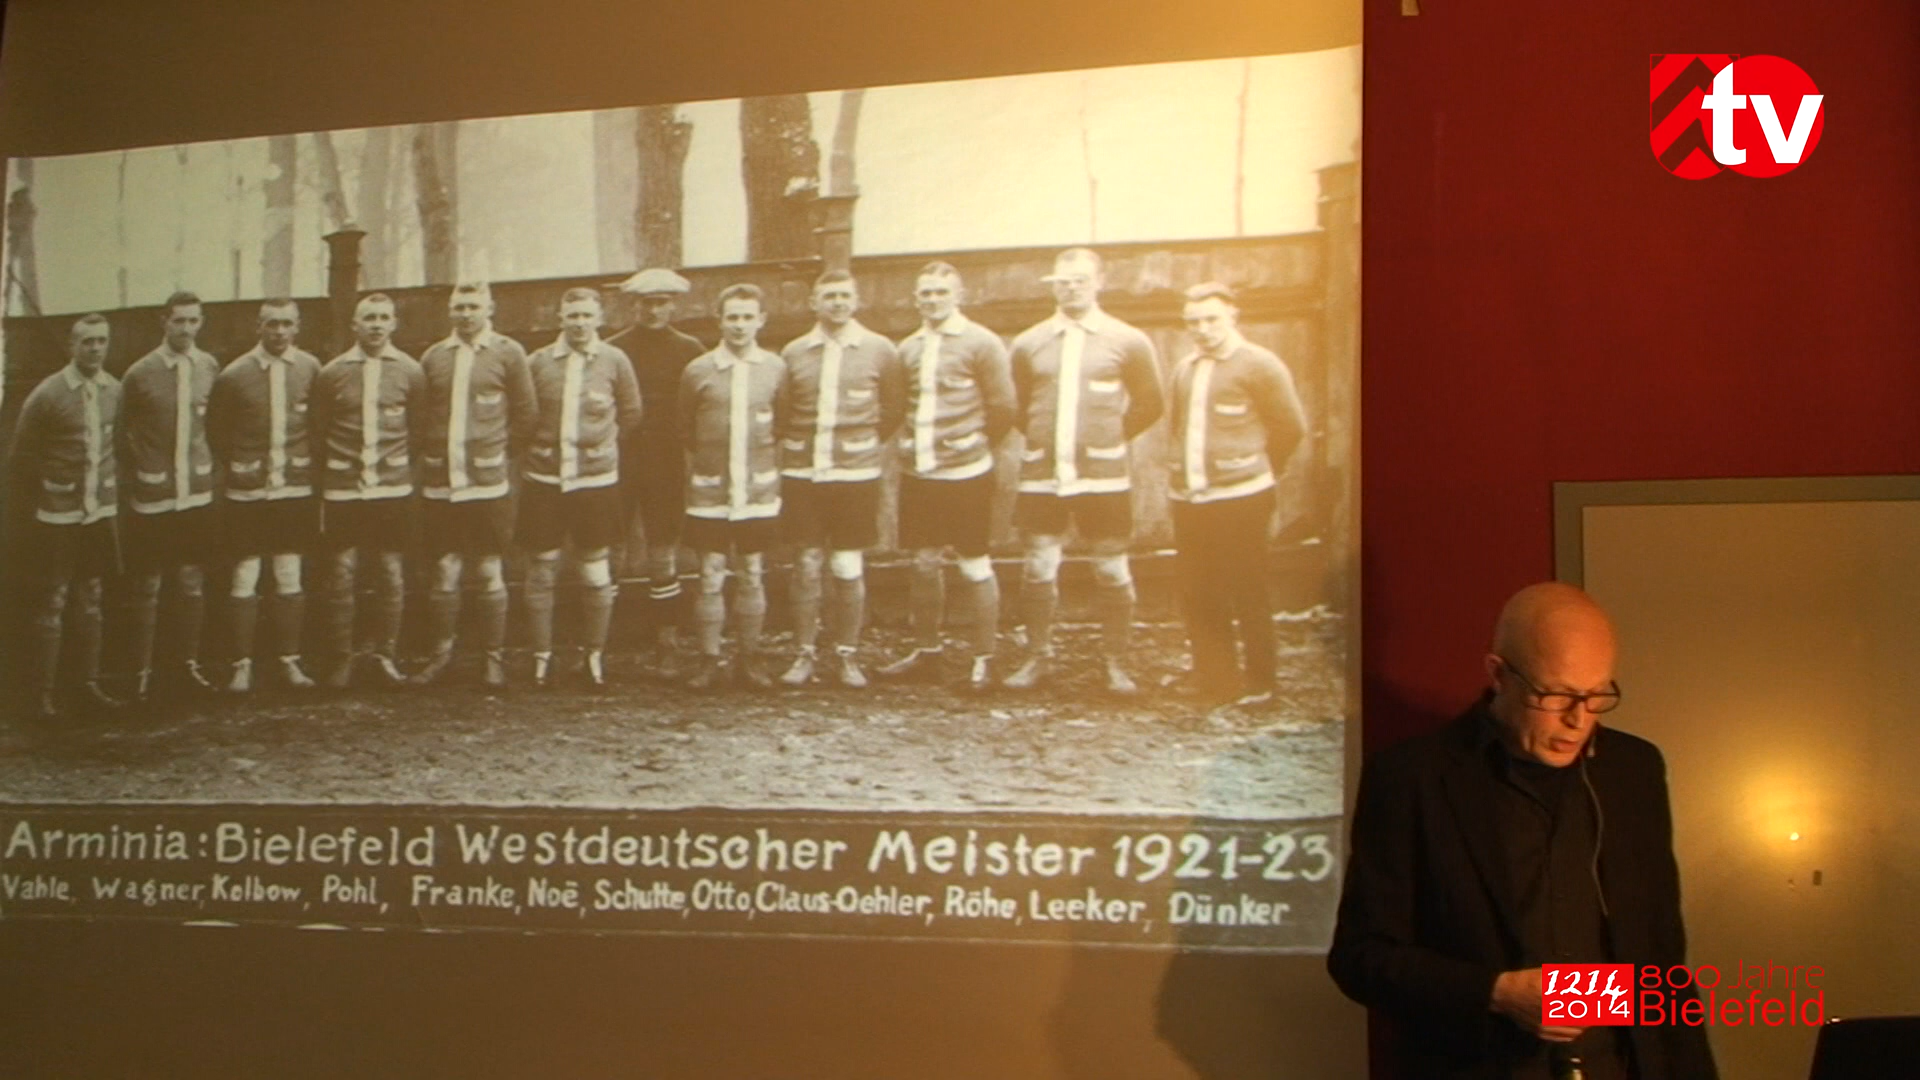 tv
Arminia: Bielefeld Westdeutscher Meister 1921-23
Vahle, Wagner, Kolbow, Pohl, Franke, Noë, Schutte, Otto, Claus-Oehler, Röhe, Leeker, Dünker
1214 800 Jahre
2014 Bielefeld